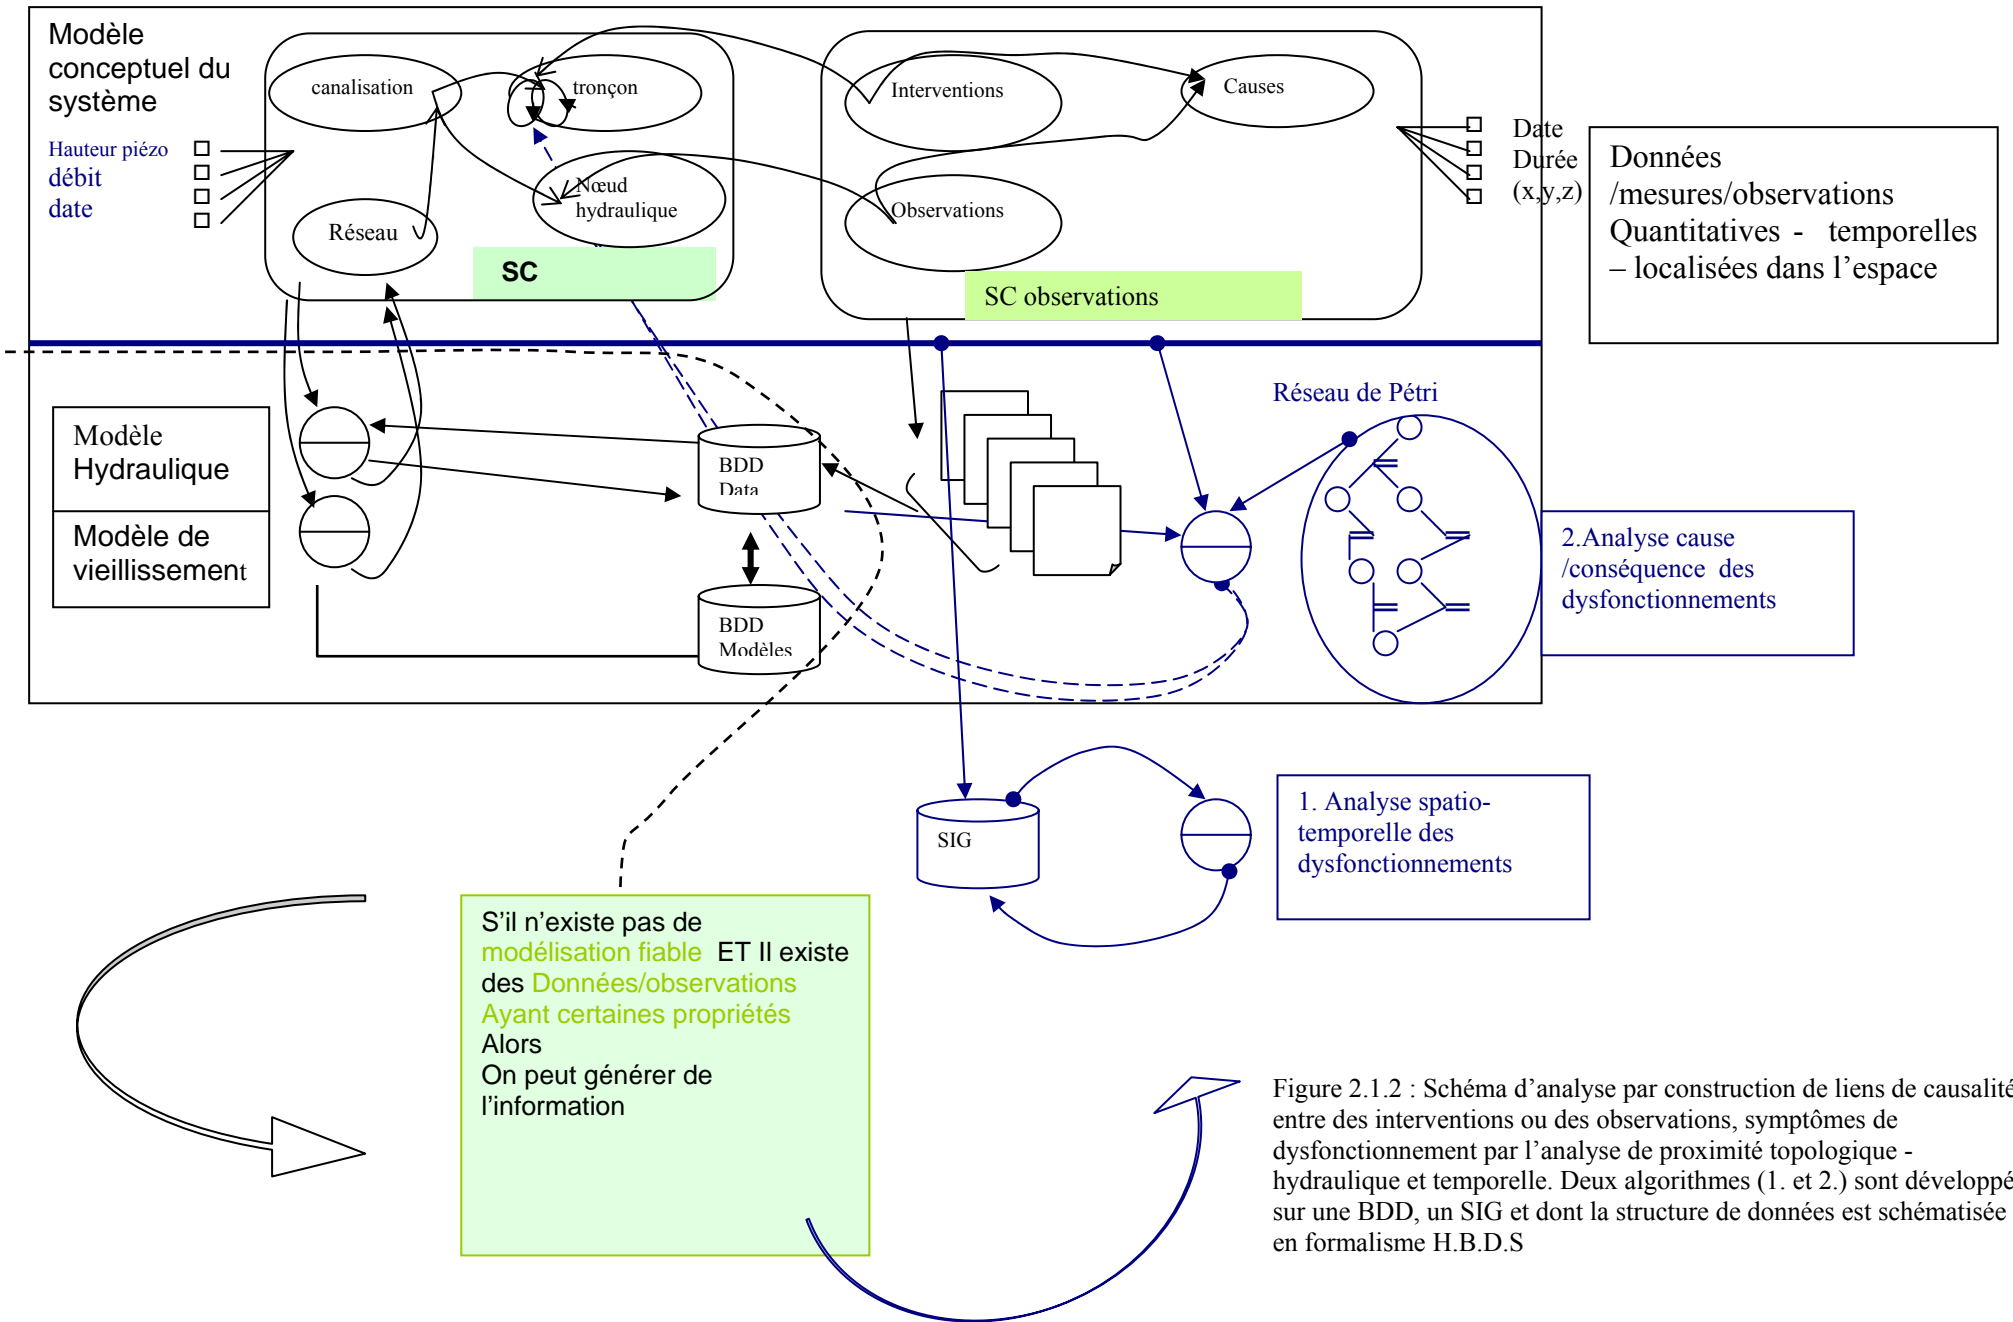 Modèle
conceptuel du
système
Hauteur piézo
débit
date
canalisation
tronçon
Réseau
Nœud
hydraulique
SC
Interventions
Causes
Observations
SC observations
Date
Durée
(x,y,z)
Données
/mesures/observations
Quantitatives - temporelles
– localisées dans l’espace
Modèle
Hydraulique
Modèle de
vieillissement
BDD
Data
BDD
Modèles
Réseau de Pétri
2.Analyse cause
/conséquence des
dysfonctionnements
SIG
1. Analyse spatio-
temporelle des
dysfonctionnements
S’il n’existe pas de
modélisation fiable ET Il existe
des Données/observations
Ayant certaines propriétés
Alors
On peut générer de
l’information
Figure 2.1.2 : Schéma d’analyse par construction de liens de causalité
entre des interventions ou des observations, symptômes de
dysfonctionnement par l’analyse de proximité topologique -
hydraulique et temporelle. Deux algorithmes (1. et 2.) sont développé
sur une BDD, un SIG et dont la structure de données est schématisée
en formalisme H.B.D.S